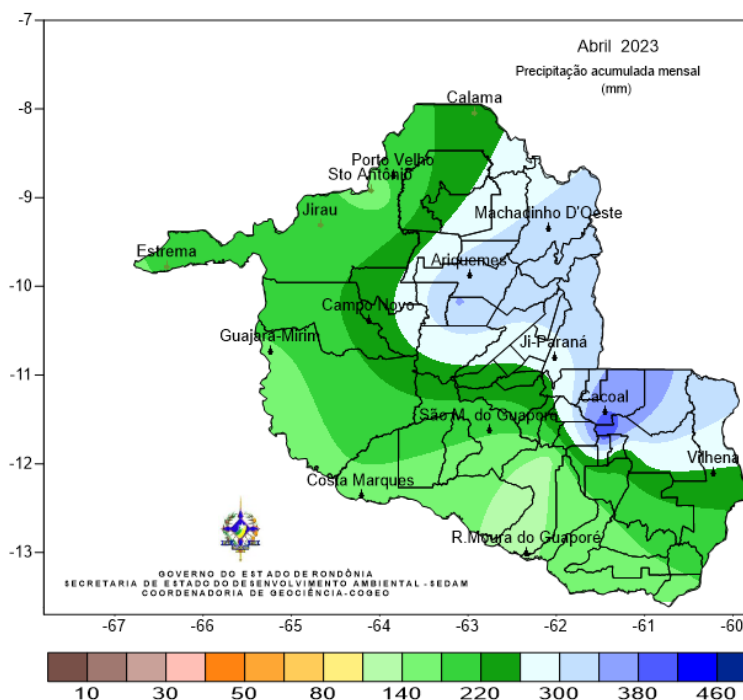 Abril 2023
Precipitação acumulada mensal
(mm)
-7
-8
-9
-10
-11
-12
-13
Calama
Porto Velho
Sto Antônio
Jirau
Machadinho D'Oeste
Estrema
Ariquemes
Campo Novo
Guajará-Mirim
Ji-Paraná
Cacoal
São M. do Guaporé
Vilhena
Costa Marques
R.Moura do Guaporé
GOVERNO DO ESTADO DE RONDÔNIA
SECRETARIA DE ESTADO DO DESENVOLVIMENTO AMBIENTAL -SEDAM
COORDENADORIA DE GEOCIÊNCIA-COGEO
-67 -66 -65 -64 -63 -62 -61 -60
10 30 50 80 140 220 300 380 460